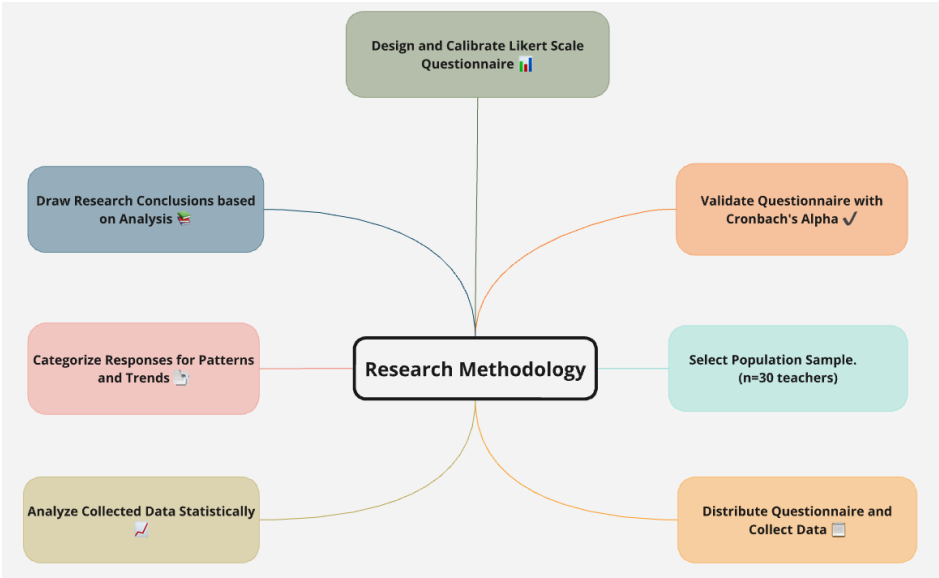 Design and Calibrate Likert Scale
Questionnaire 📊
Validate Questionnaire with
Cronbach's Alpha ✔
Select Population Sample.
(n=30 teachers)
Distribute Questionnaire and
Collect Data
Research Methodology
Draw Research Conclusions based
on Analysis 📚
Categorize Responses for Patterns
and Trends
Analyze Collected Data Statistically
📈